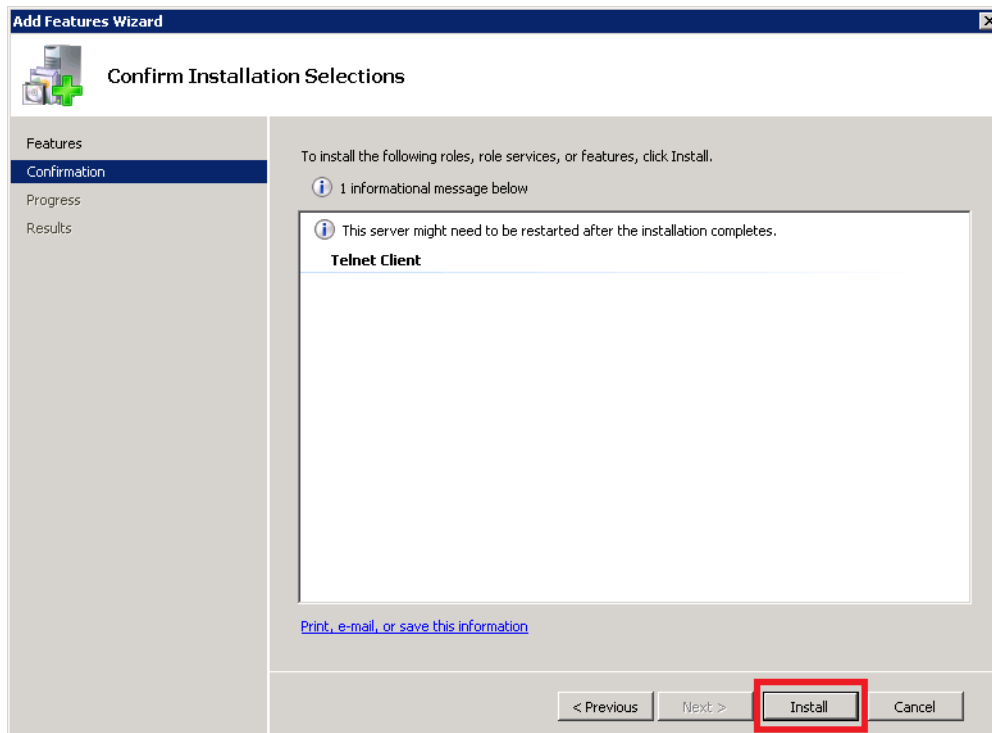 Add Features Wizard
Confirm Installation Selections
Features
Confirmation
Progress
Results
To install the following roles, role services, or features, click Install.
1 informational message below
This server might need to be restarted after the installation completes.
Telnet Client
Print, e-mail, or save this information
< Previous
Next >
Install
Cancel